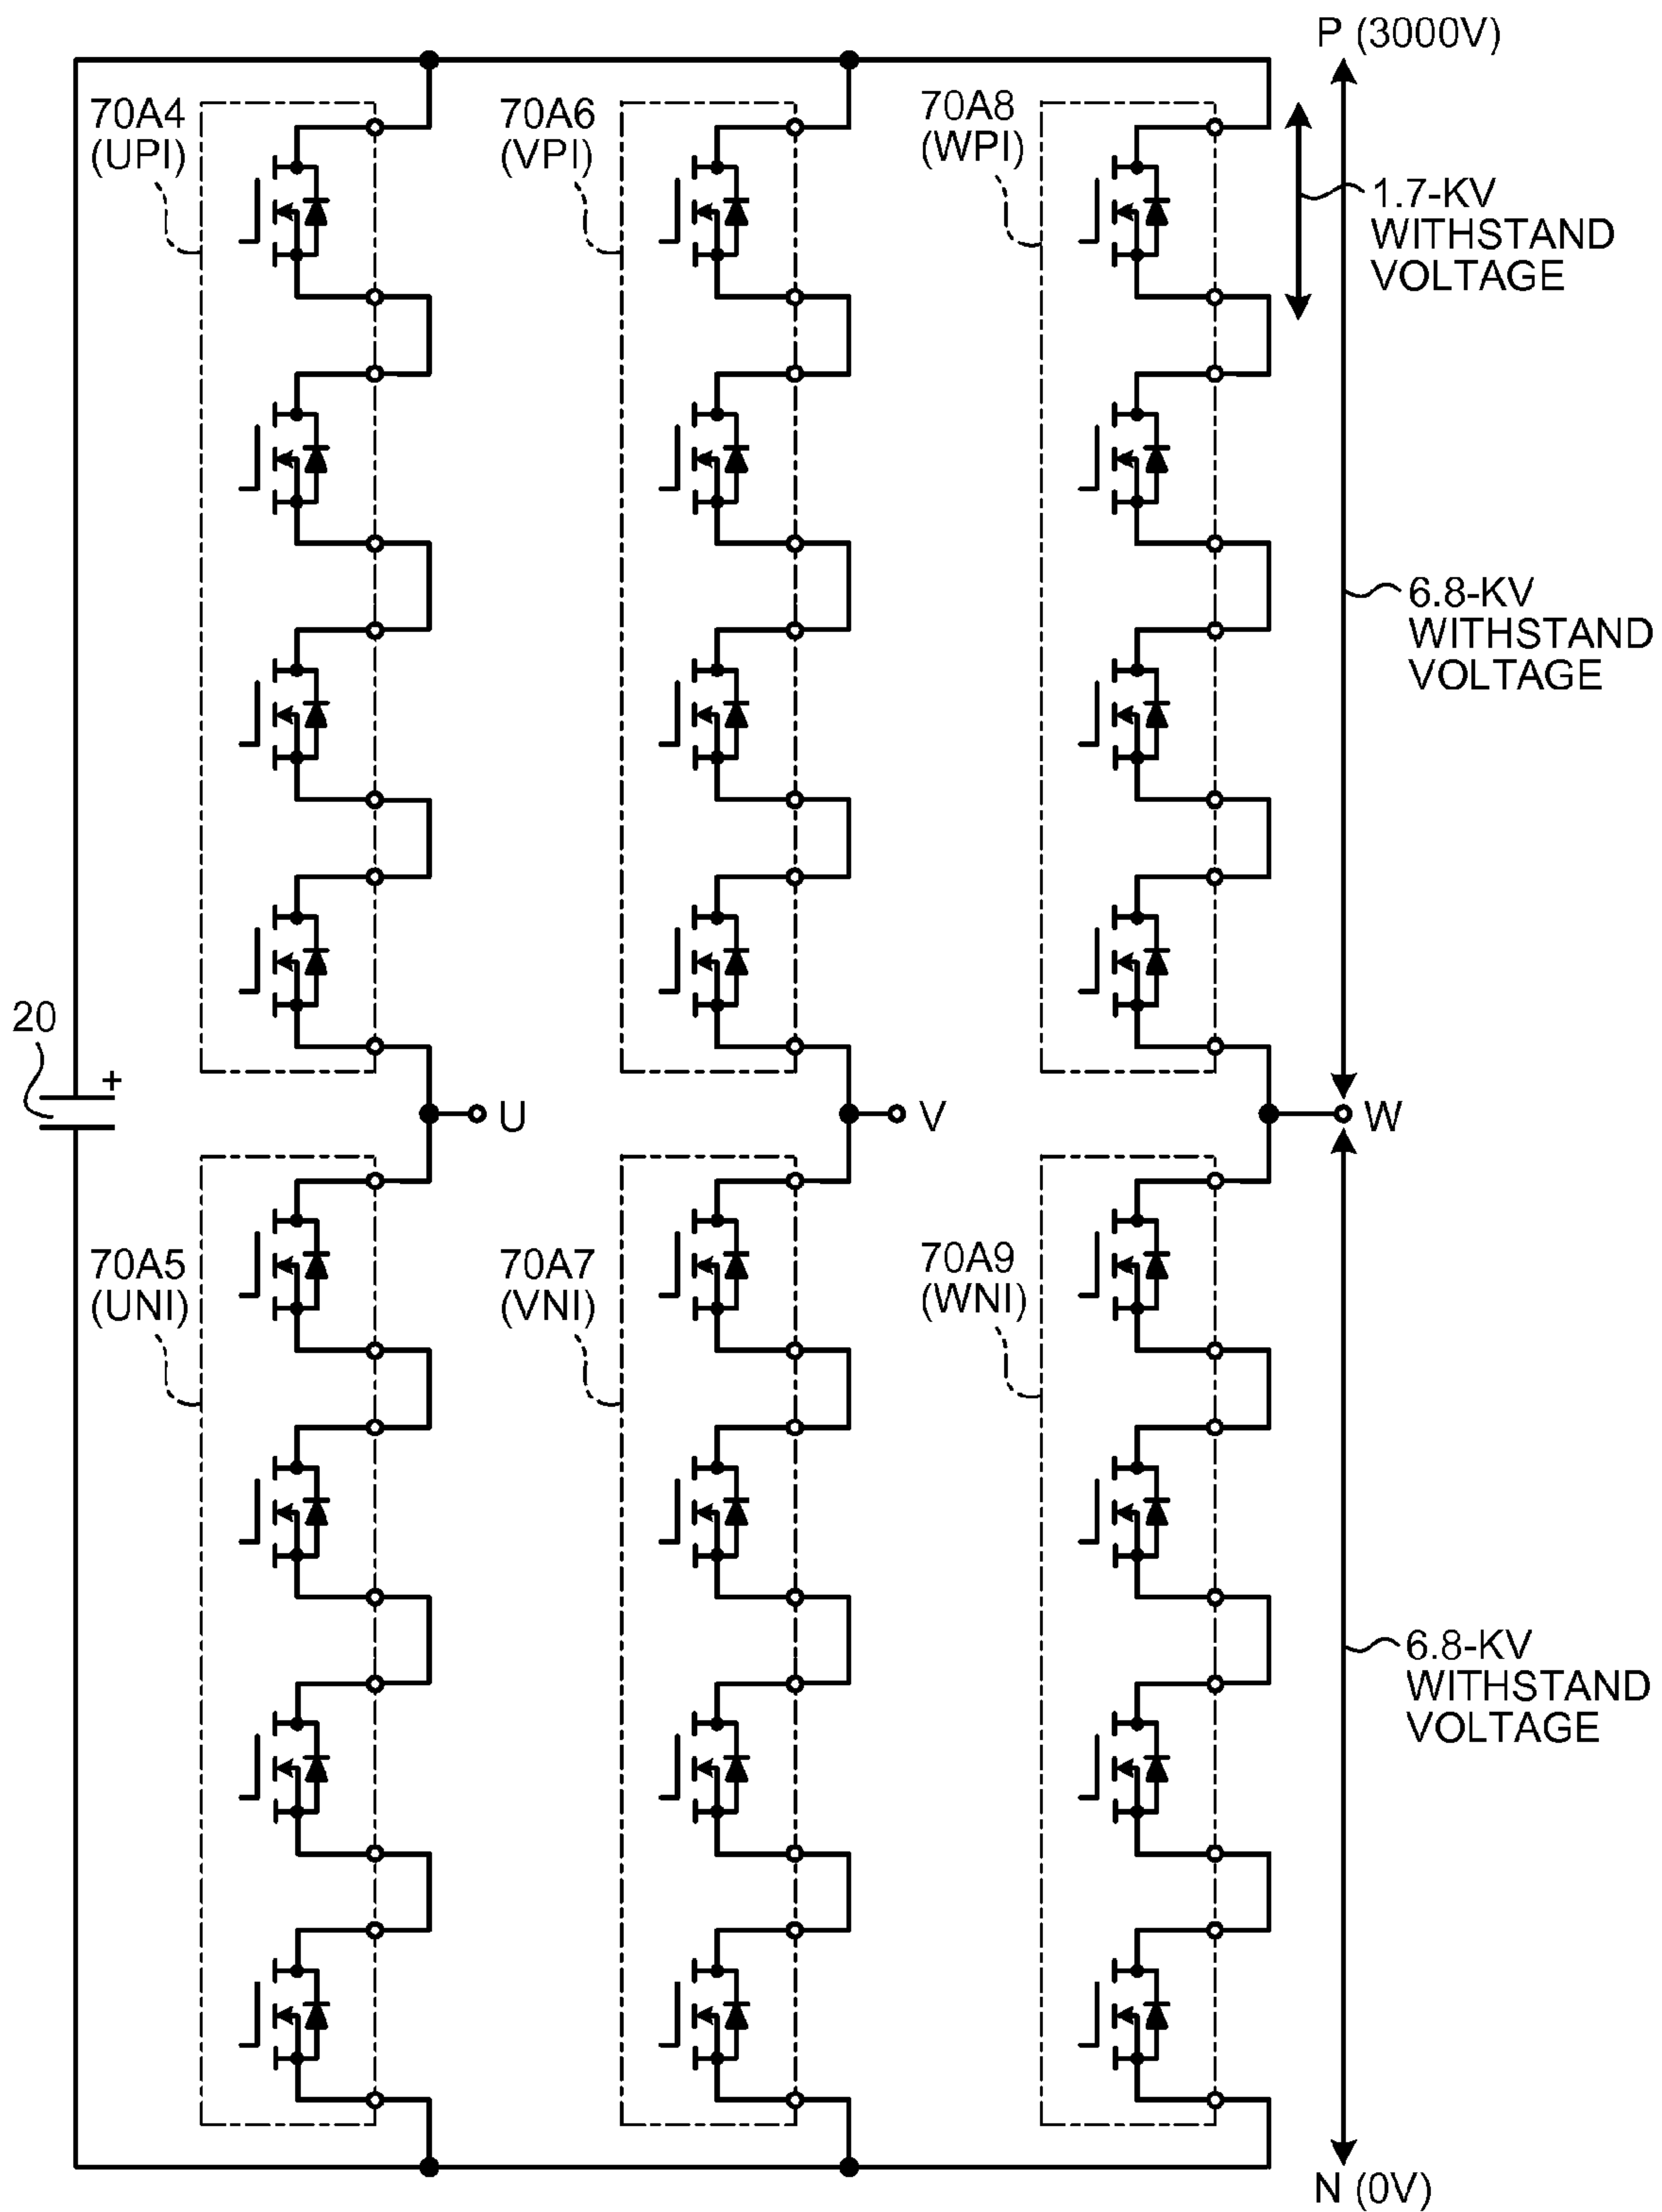 P (3000V)
70A4
(UPI)
70A6
(VPI)
70A8
(WPI)
1.7-KV
WITHSTAND
VOLTAGE
6.8-KV
WITHSTAND
VOLTAGE
20
+
U
V
W
70A5
(UNI)
70A7
(VNI)
70A9
(WNI)
6.8-KV
WITHSTAND
VOLTAGE
N (0V)